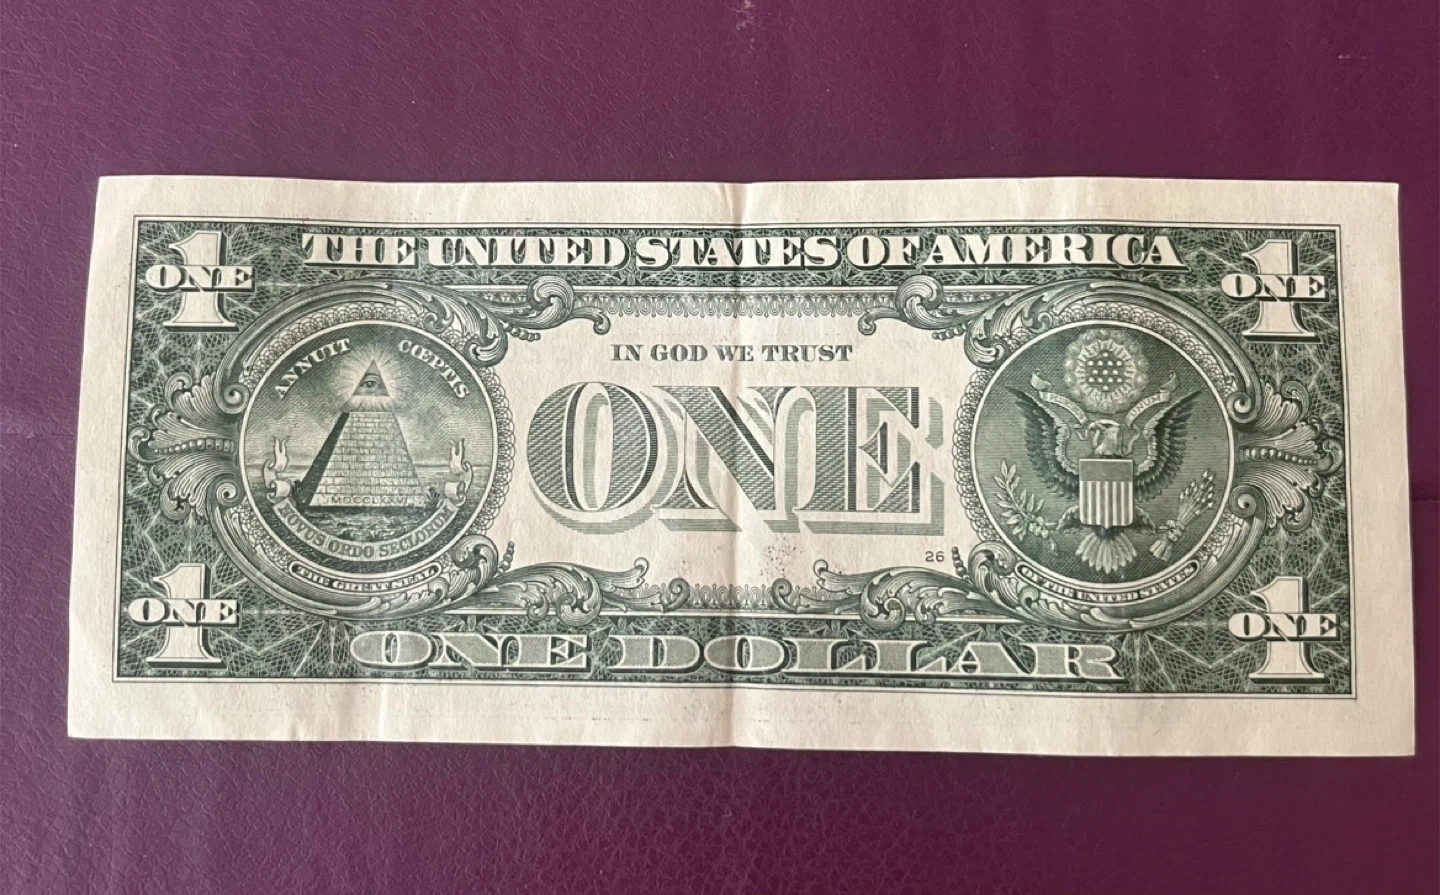 THE UNITED STATES OF AMERICA
1
ONE
1
ONE
ANNUIT CŒPTIS
IN GOD WE TRUST
ONE
MDCCLXXVI
NOVUS ORDO SECLORUM
THE GREAT SEAL
26
OF THE UNITED STATES
1
ONE
1
ONE
ONE DOLLAR